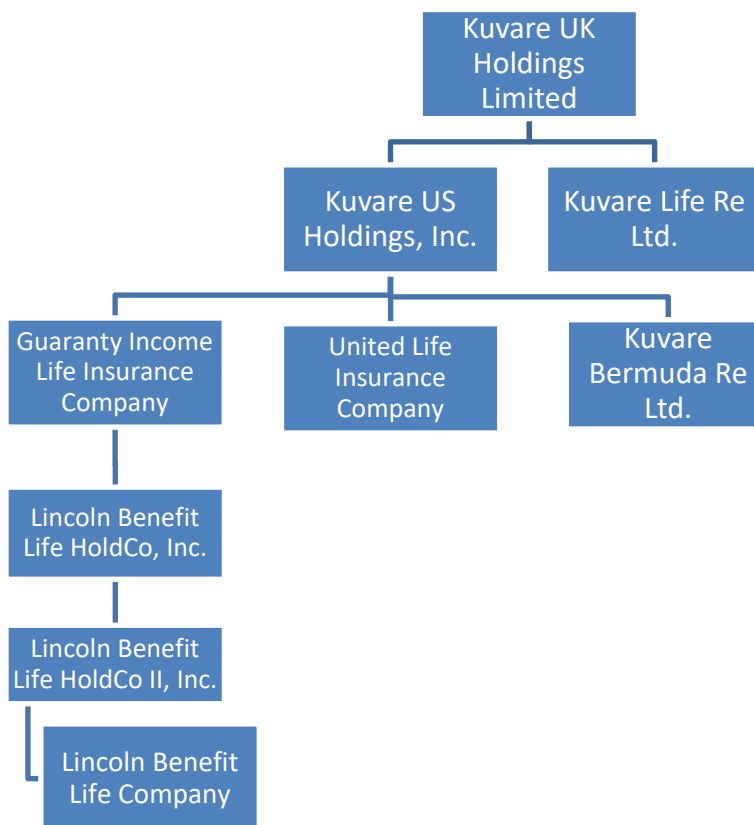 Kuvare UK
Holdings
Limited
Kuvare US
Holdings, Inc.
Kuvare Life Re
Ltd.
Guaranty Income
Life Insurance
Company
United Life
Insurance
Company
Kuvare
Bermuda Re
Ltd.
Lincoln Benefit
Life HoldCo, Inc.
Lincoln Benefit
Life HoldCo II, Inc.
Lincoln Benefit
Life Company